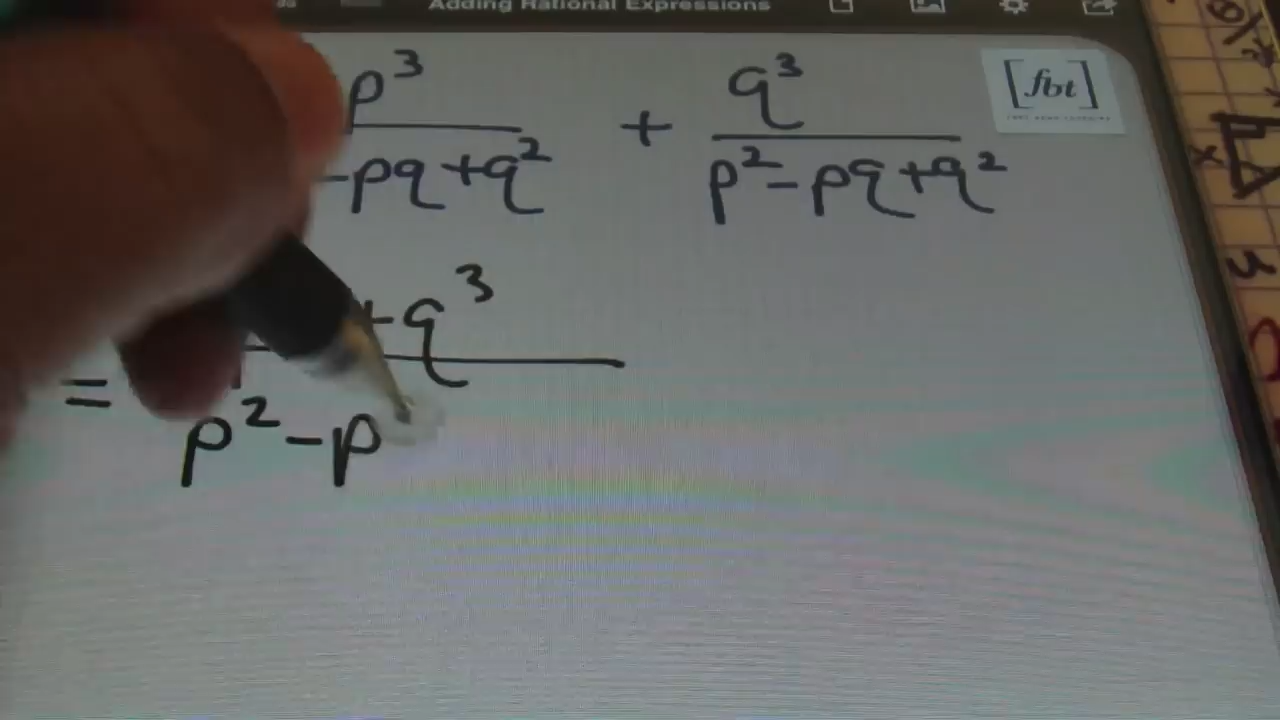 Adding Rational Expressions
p³ + q³
-pq+q² p²-pq+q²
[fbt]
+q³
=
p²-p